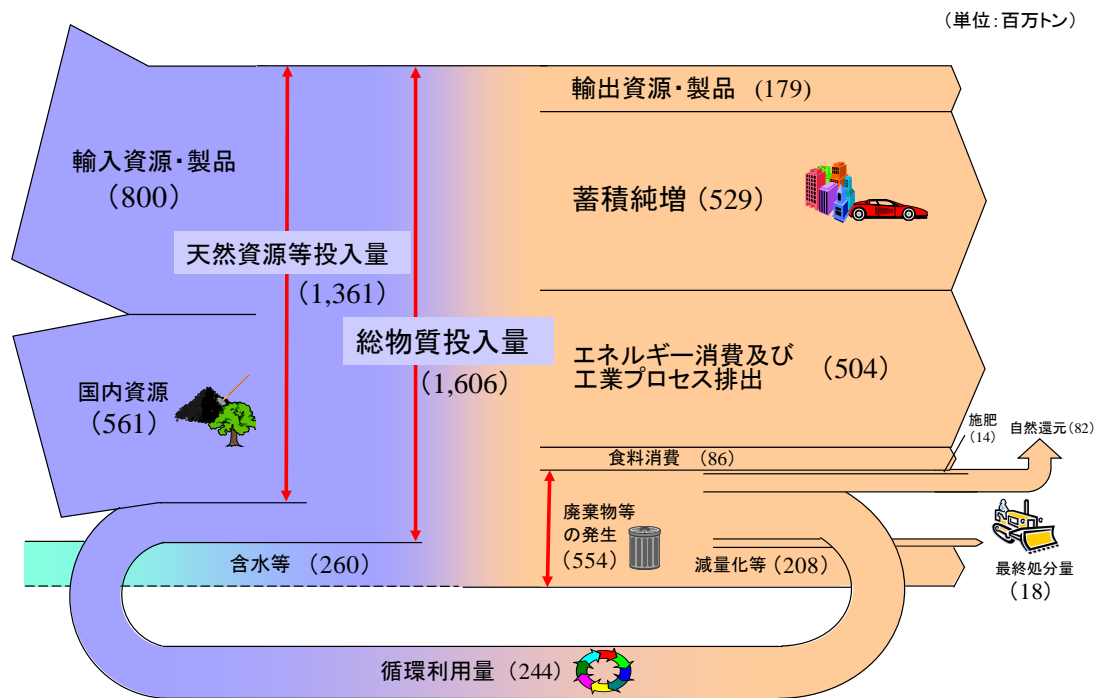 （単位：百万トン）
輸出資源・製品 (179)
輸入資源・製品
(800)
蓄積純増（529）
天然資源等投入量
（1,361）
総物質投入量
（1,606）
エネルギー消費及び
工業プロセス排出
（504）
国内資源
(561)
施肥
(14)
自然還元(82)
食料消費 (86)
廃棄物等
の発生
(554)
含水等 （260）
減量化等（208）
最終処分量
（18）
循環利用量（244）